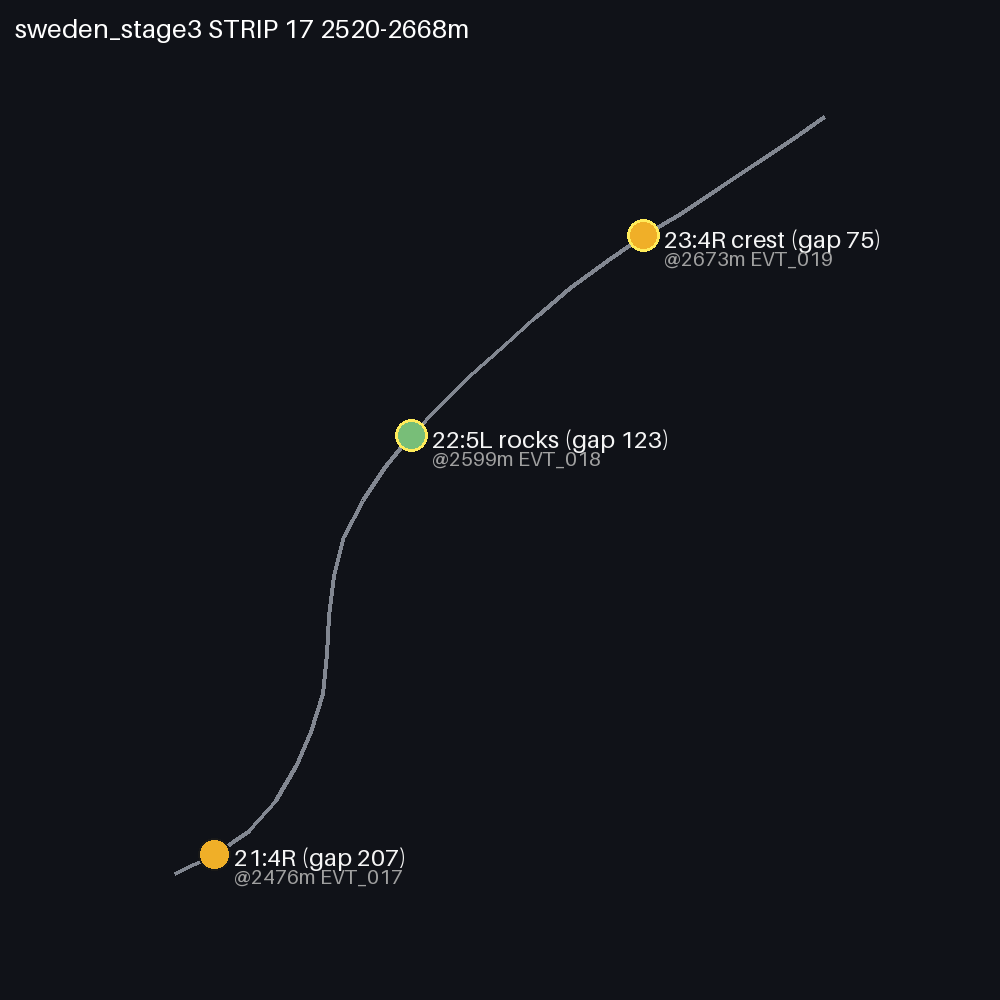 sweden_stage3 STRIP 17 2520-2668m
23:4R crest (gap 75)
@2673m EVT_019
22:5L rocks (gap 123)
@2599m EVT_018
21:4R (gap 207)
@2476m EVT_017